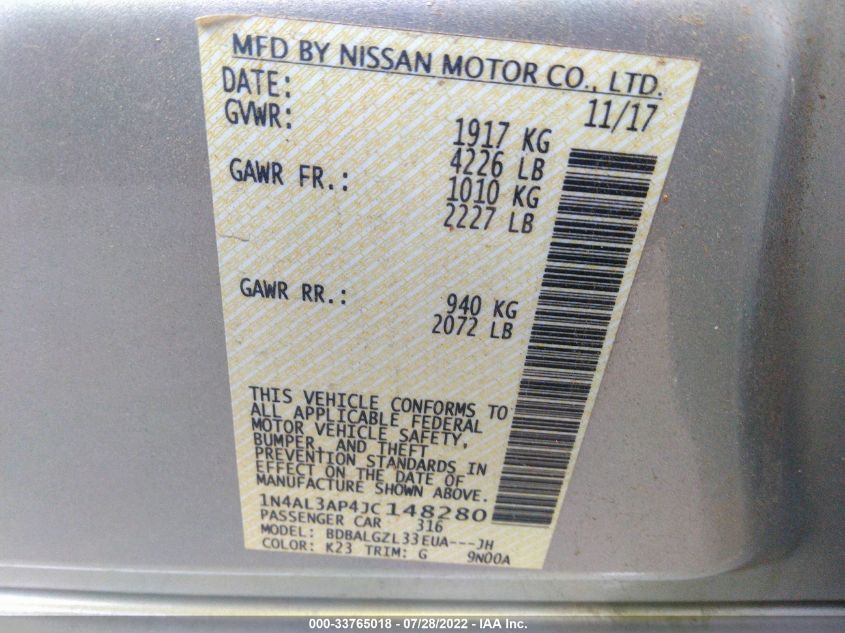 MFD BY NISSAN MOTOR CO., LTD.
DATE: 11/17
GVWR: 1917 KG
4226 LB
GAWR FR.: 1010 KG
2227 LB
GAWR RR.: 940 KG
2072 LB
THIS VEHICLE CONFORMS TO
ALL APPLICABLE FEDERAL
MOTOR VEHICLE SAFETY,
BUMPER, AND THEFT
PREVENTION STANDARDS IN
EFFECT ON THE DATE OF
MANUFACTURE SHOWN ABOVE.
1N4AL3AP4JC148280
PASSENGER CAR 316
MODEL: BDBALGZL33EUA---JH
COLOR: K23 TRIM: G 9N00A
000-33765018 - 07/28/2022 - IAA Inc.